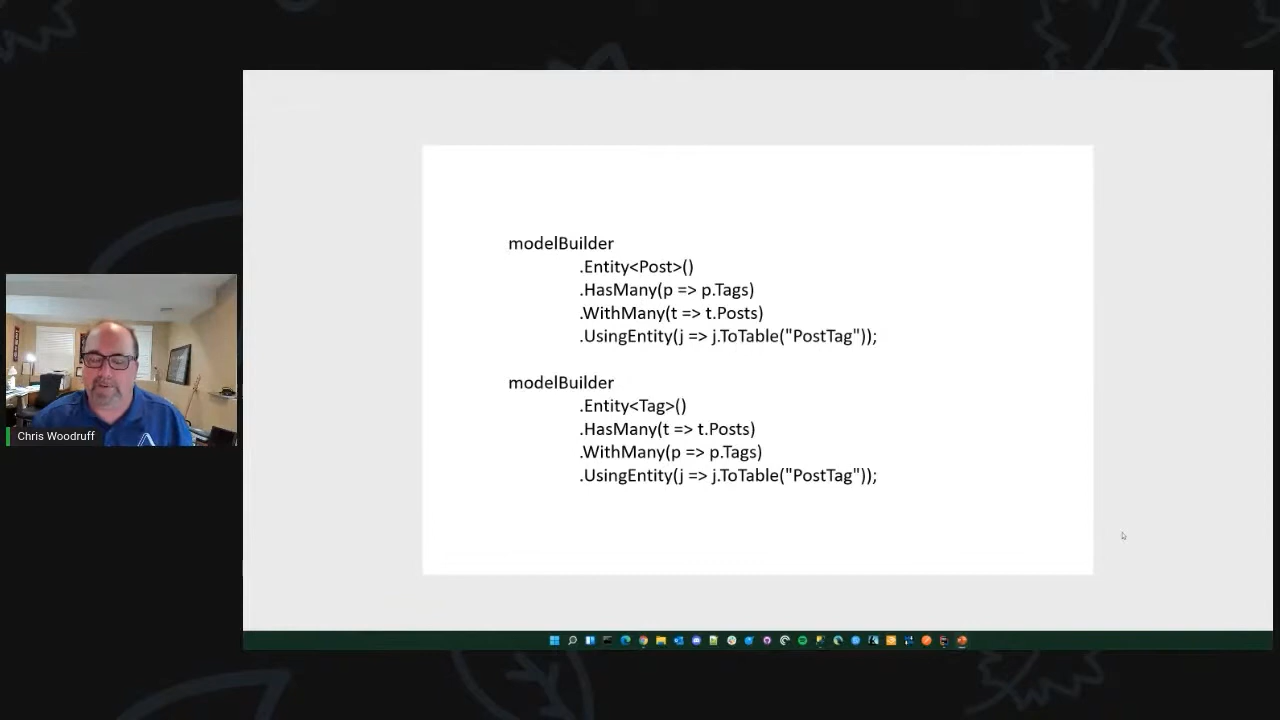 modelBuilder
.Entity<Post>()
.HasMany(p => p.Tags)
.WithMany(t => t.Posts)
.UsingEntity(j => j.ToTable("PostTag"));
modelBuilder
.Entity<Tag>()
.HasMany(t => t.Posts)
.WithMany(p => p.Tags)
.UsingEntity(j => j.ToTable("PostTag"));
Chris Woodruff